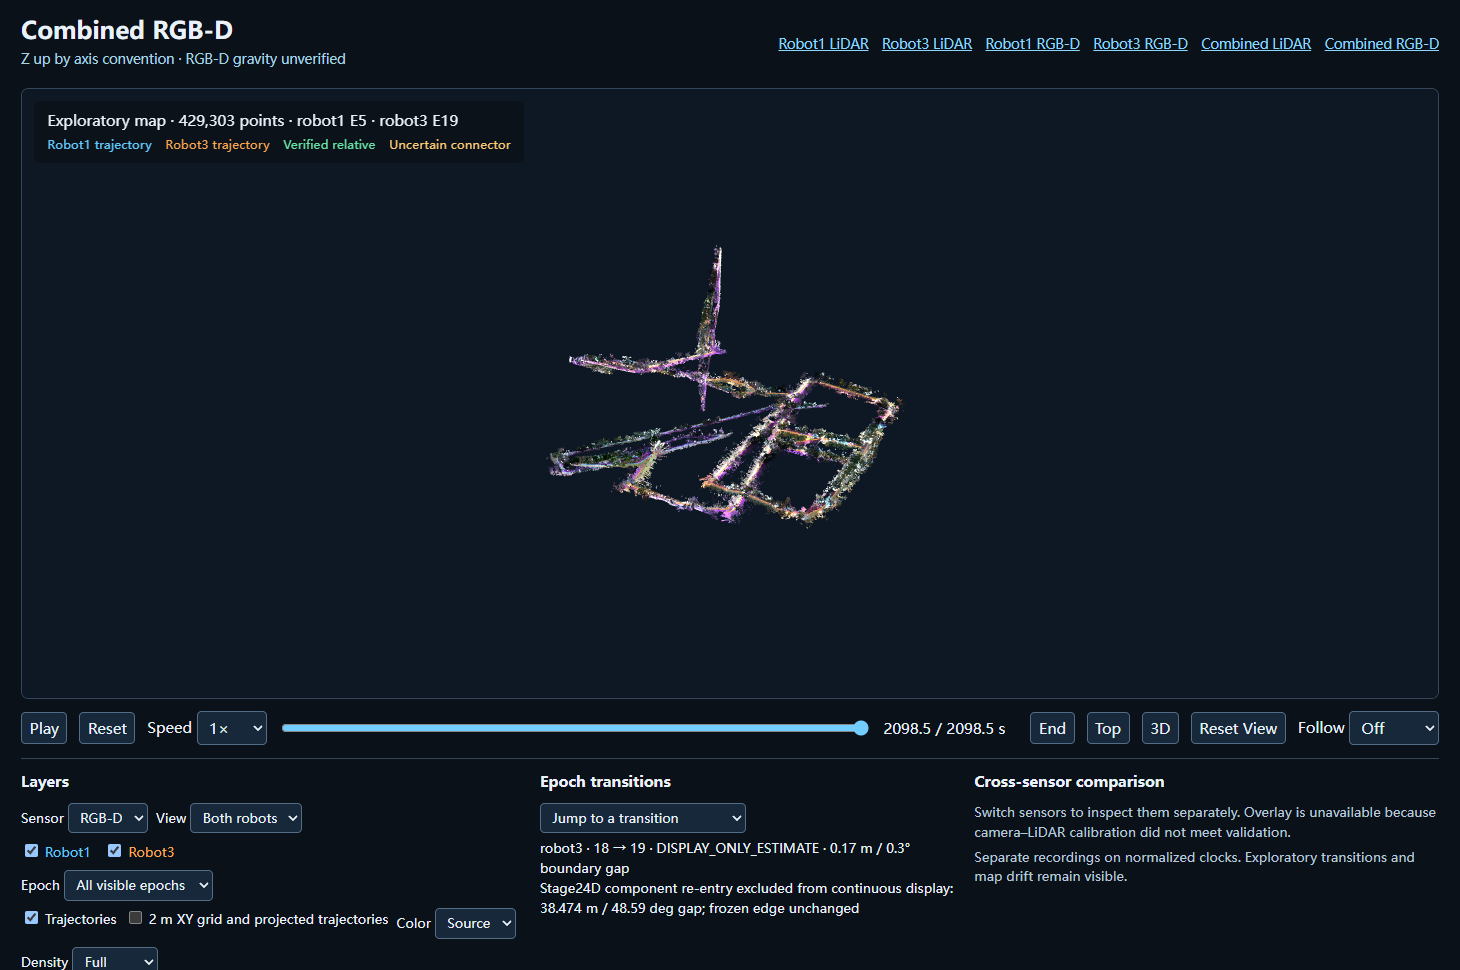 Combined RGB-D
Z up by axis convention · RGB-D gravity unverified
Robot1 LiDAR Robot3 LiDAR Robot1 RGB-D Robot3 RGB-D Combined LiDAR Combined RGB-D
Exploratory map · 429,303 points · robot1 E5 · robot3 E19
Robot1 trajectory Robot3 trajectory Verified relative Uncertain connector
Play Reset Speed 1× 2098.5 / 2098.5 s End Top 3D Reset View Follow Off
Layers
Sensor RGB-D View Both robots
Robot1 Robot3
Epoch All visible epochs
Trajectories 2 m XY grid and projected trajectories Color Source
Density Full
Epoch transitions
Jump to a transition
robot3 · 18 → 19 · DISPLAY_ONLY_ESTIMATE · 0.17 m / 0.3°
boundary gap
Stage24D component re-entry excluded from continuous display:
38.474 m / 48.59 deg gap; frozen edge unchanged
Cross-sensor comparison
Switch sensors to inspect them separately. Overlay is unavailable because
camera–LiDAR calibration did not meet validation.
Separate recordings on normalized clocks. Exploratory transitions and
map drift remain visible.